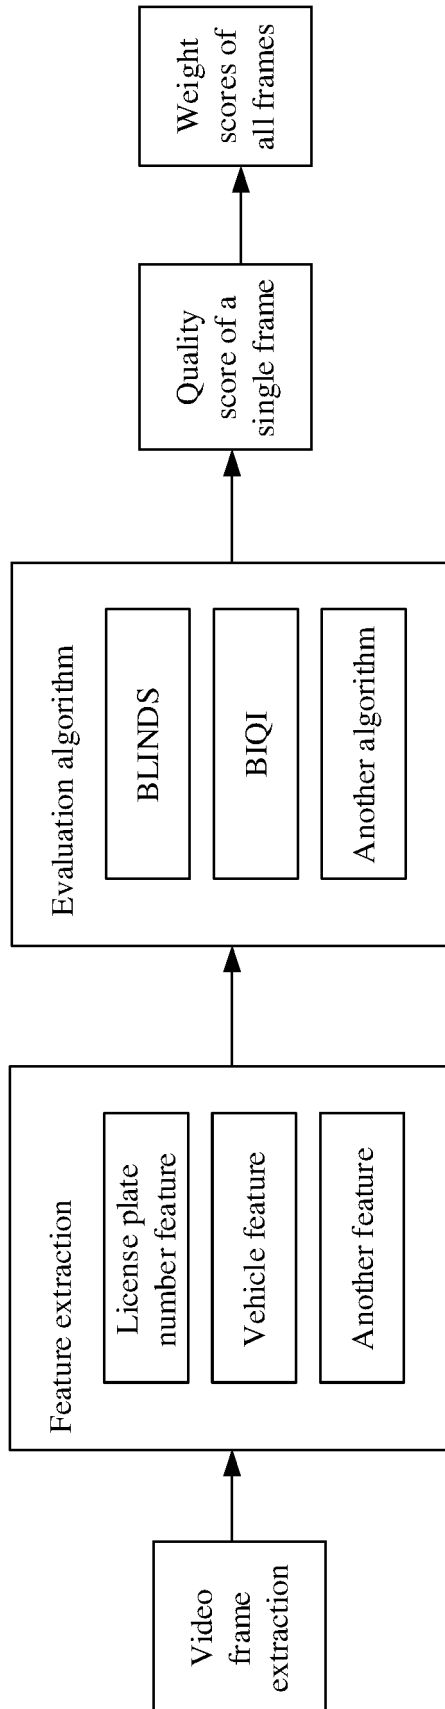 Video
frame
extraction
Feature extraction
License plate
number feature
Vehicle feature
Another feature
Evaluation algorithm
BLINDS
BIQI
Another algorithm
Quality
score of a
single frame
Weight
scores of
all frames